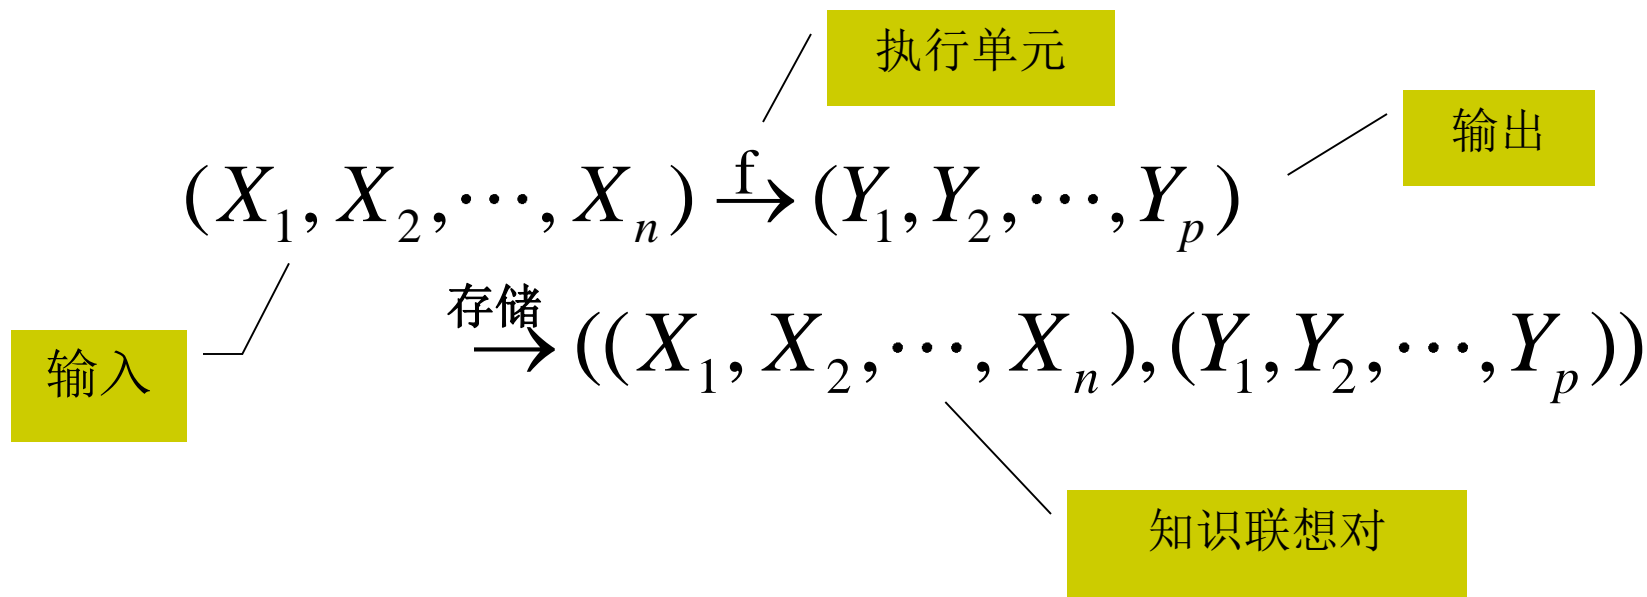 执行单元
输出
(X₁, X₂, ⋯, Xₙ) —f→ (Y₁, Y₂, ⋯, Yₚ)
存储
→ ((X₁, X₂, ⋯, Xₙ), (Y₁, Y₂, ⋯, Yₚ))
输入
知识联想对